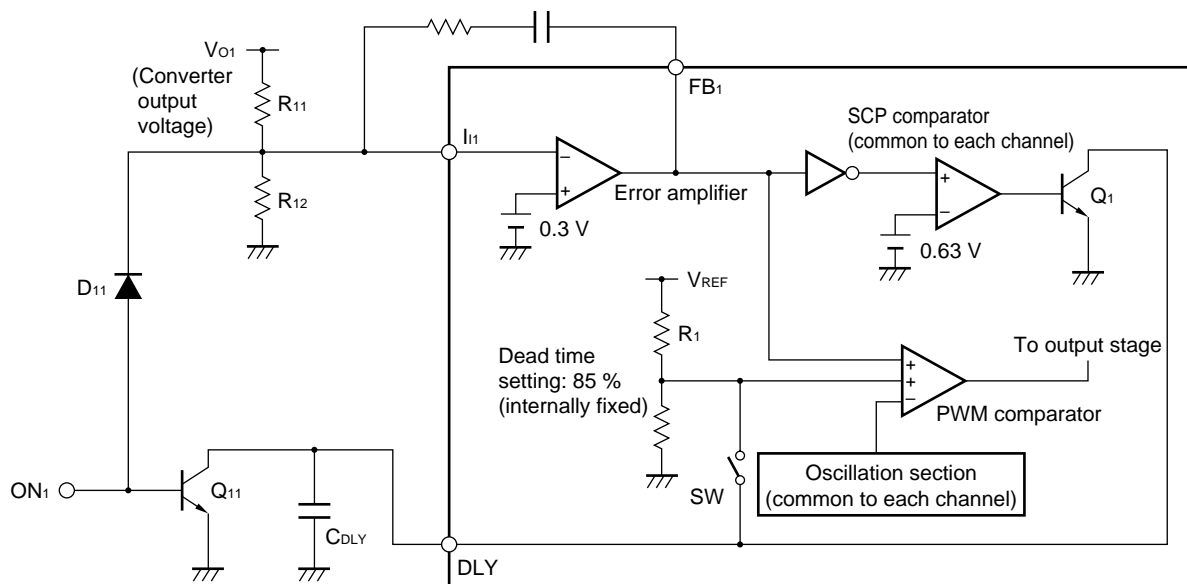 VO1
(Converter
output
voltage)
R11
R12
FB1
II1
SCP comparator
(common to each channel)
−
+
Error amplifier
0.3 V
+
−
0.63 V
Q1
D11
VREF
R1
Dead time
setting: 85 %
(internally fixed)
+
+
−
To output stage
PWM comparator
Oscillation section
(common to each channel)
SW
ON1
Q11
CDLY
DLY